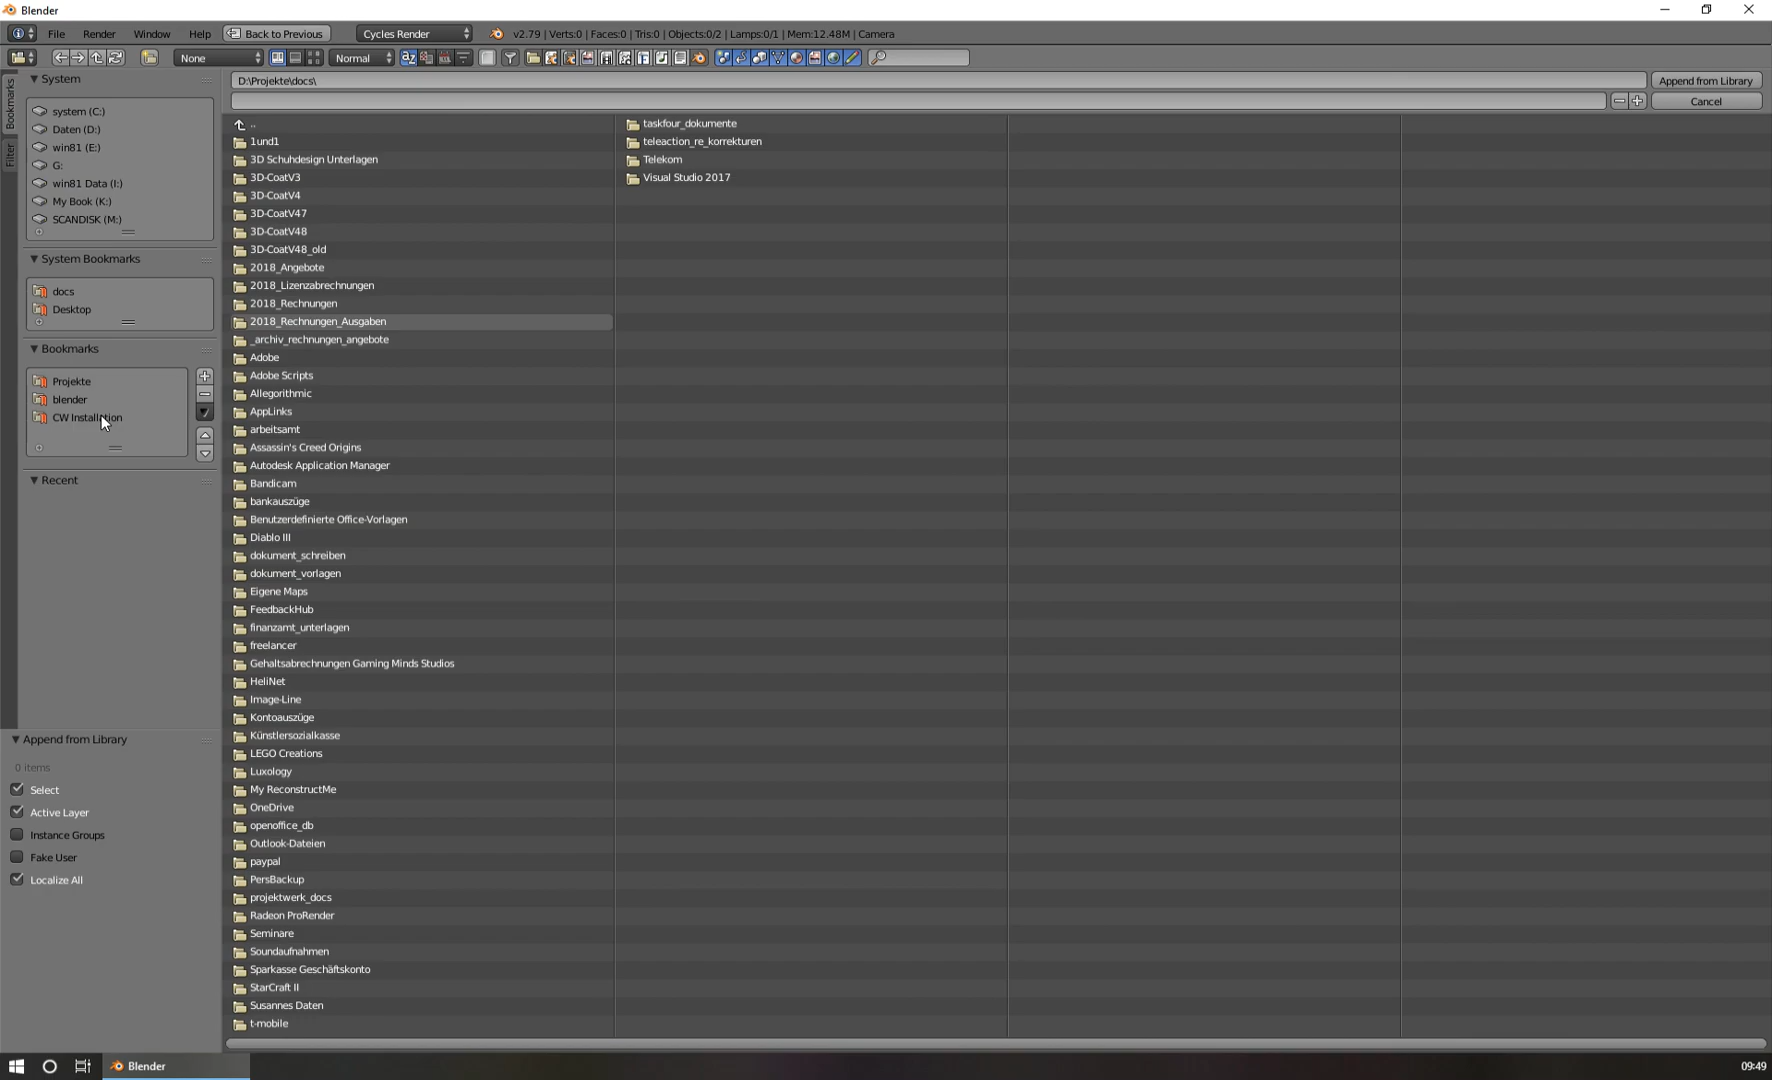 Blender
File Render Window Help Back to Previous Cycles Render v2.79 | Verts:0 | Faces:0 | Tris:0 | Objects:0/2 | Lamps:0/1 | Mem:12.48M | Camera
None Normal
Bookmarks
Filter
System
system (C:)
Daten (D:)
win81 (E:)
G:
win81 Data (I:)
My Book (K:)
SCANDISK (M:)
System Bookmarks
docs
Desktop
Bookmarks
Projekte
blender
CW Installation
Recent
Append from Library
0 items
Select
Active Layer
Instance Groups
Fake User
Localize All
D:\Projekte\docs\
Append from Library
Cancel
..
1und1
3D Schuhdesign Unterlagen
3D-CoatV3
3D-CoatV4
3D-CoatV47
3D-CoatV48
3D-CoatV48_old
2018_Angebote
2018_Lizenzabrechnungen
2018_Rechnungen
2018_Rechnungen_Ausgaben
_archiv_rechnungen_angebote
Adobe
Adobe Scripts
Allegorithmic
AppLinks
arbeitsamt
Assassin's Creed Origins
Autodesk Application Manager
Bandicam
bankauszüge
Benutzerdefinierte Office-Vorlagen
Diablo III
dokument_schreiben
dokument_vorlagen
Eigene Maps
FeedbackHub
finanzamt_unterlagen
freelancer
Gehaltsabrechnungen Gaming Minds Studios
HeliNet
Image-Line
Kontoauszüge
Künstlersozialkasse
LEGO Creations
Luxology
My ReconstructMe
OneDrive
openoffice_db
Outlook-Dateien
paypal
PersBackup
projektwerk_docs
Radeon ProRender
Seminare
Soundaufnahmen
Sparkasse Geschäftskonto
StarCraft II
Susannes Daten
t-mobile
taskfour_dokumente
teleaction_re_korrekturen
Telekom
Visual Studio 2017
Blender
09:49